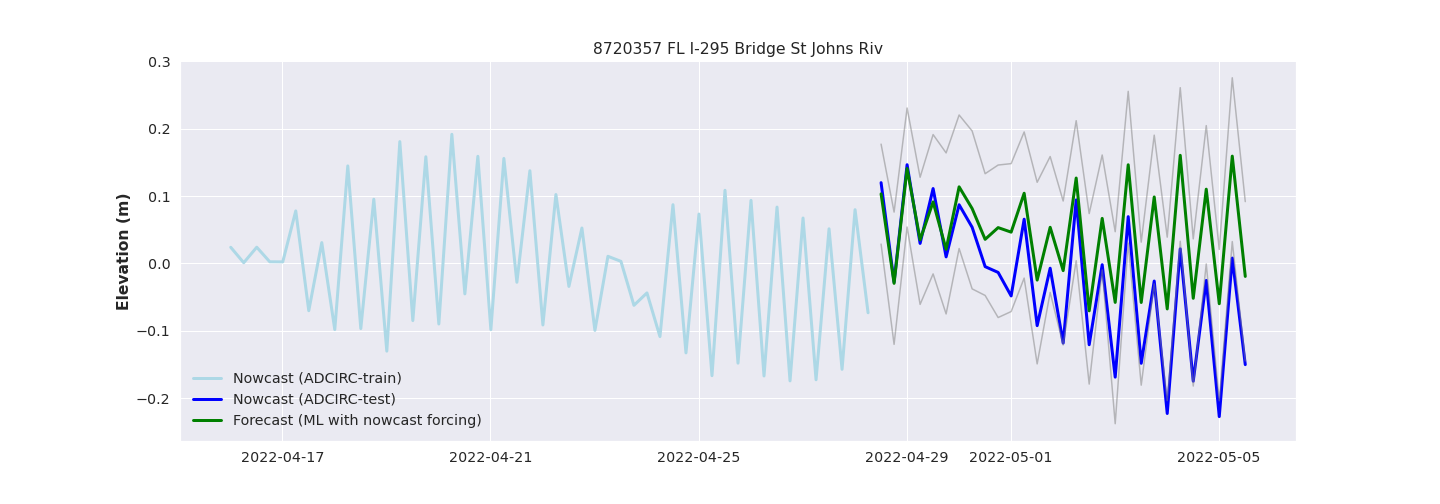 8720357 FL I-295 Bridge St Johns Riv
Elevation (m)
0.3
0.2
0.1
0.0
−0.1
−0.2
Nowcast (ADCIRC-train)
Nowcast (ADCIRC-test)
Forecast (ML with nowcast forcing)
2022-04-17 2022-04-21 2022-04-25 2022-04-29 2022-05-01 2022-05-05